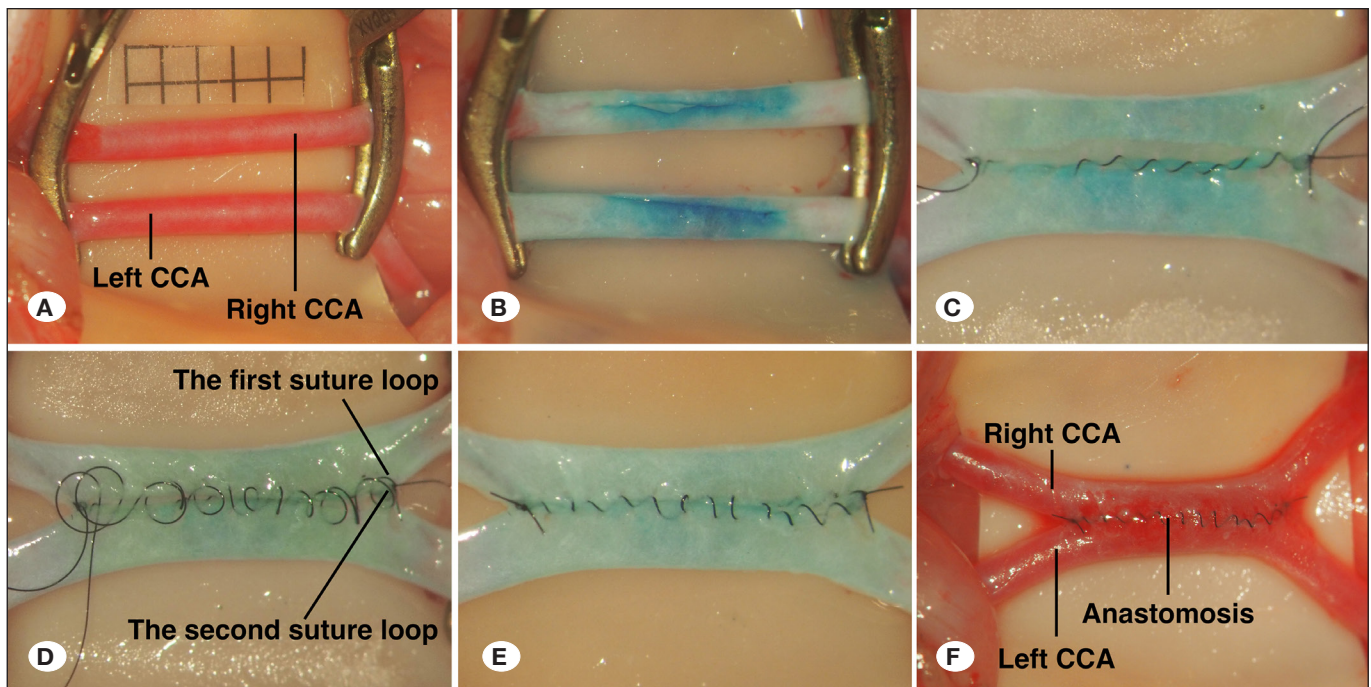 Left CCA
Right CCA
A
B
C
The first suture loop
The second suture loop
D
E
Right CCA
Anastomosis
Left CCA
F